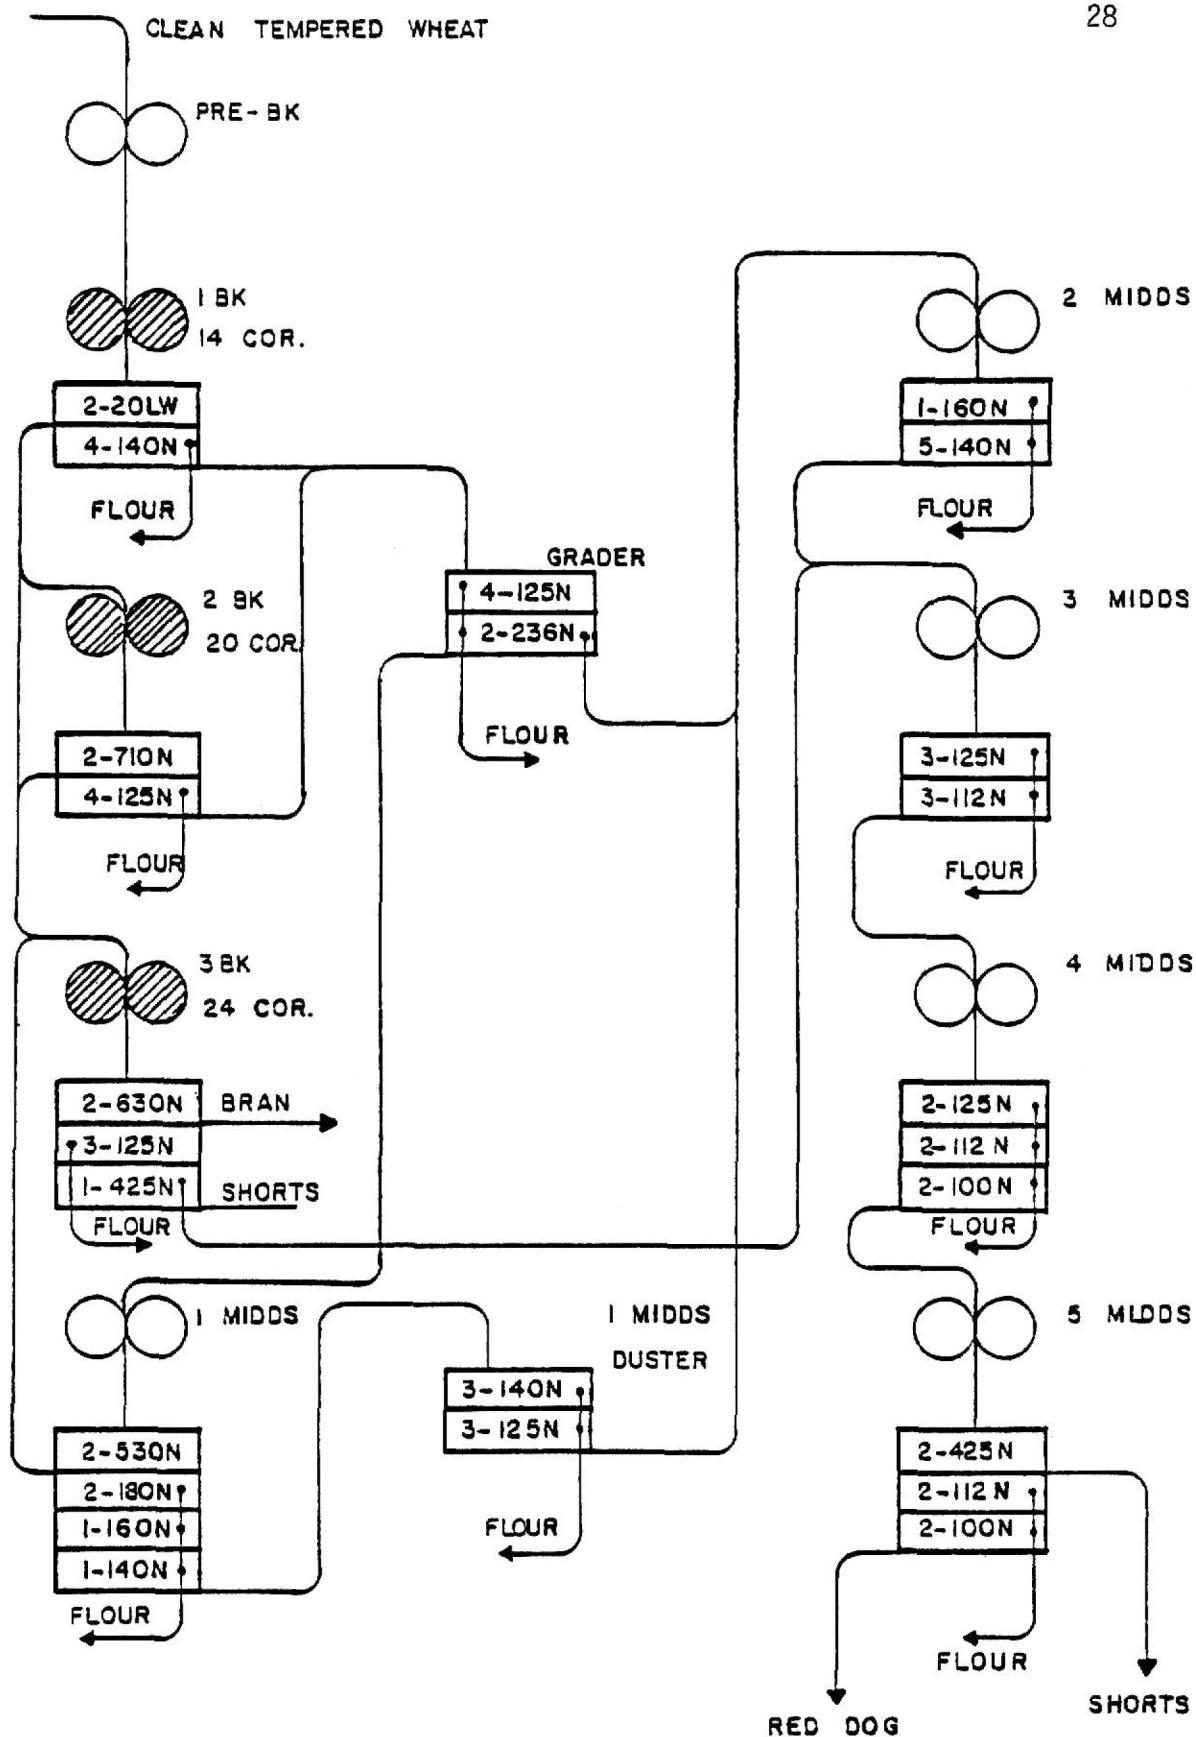 28
CLEAN TEMPERED WHEAT
PRE-BK
1 BK
14 COR.
2-20LW
4-140N
FLOUR
2 BK
20 COR.
2-710N
4-125N
FLOUR
3 BK
24 COR.
2-630N
BRAN
3-125N
1-425N
SHORTS
FLOUR
1 MIDDS
2-530N
2-180N
1-160N
1-140N
FLOUR
GRADER
4-125N
2-236N
FLOUR
1 MIDDS
DUSTER
3-140N
3-125N
FLOUR
2 MIDDS
1-160N
5-140N
FLOUR
3 MIDDS
3-125N
3-112N
FLOUR
4 MIDDS
2-125N
2-112 N
2-100N
FLOUR
5 MIDDS
2-425N
2-112 N
2-100N
FLOUR
RED DOG
SHORTS